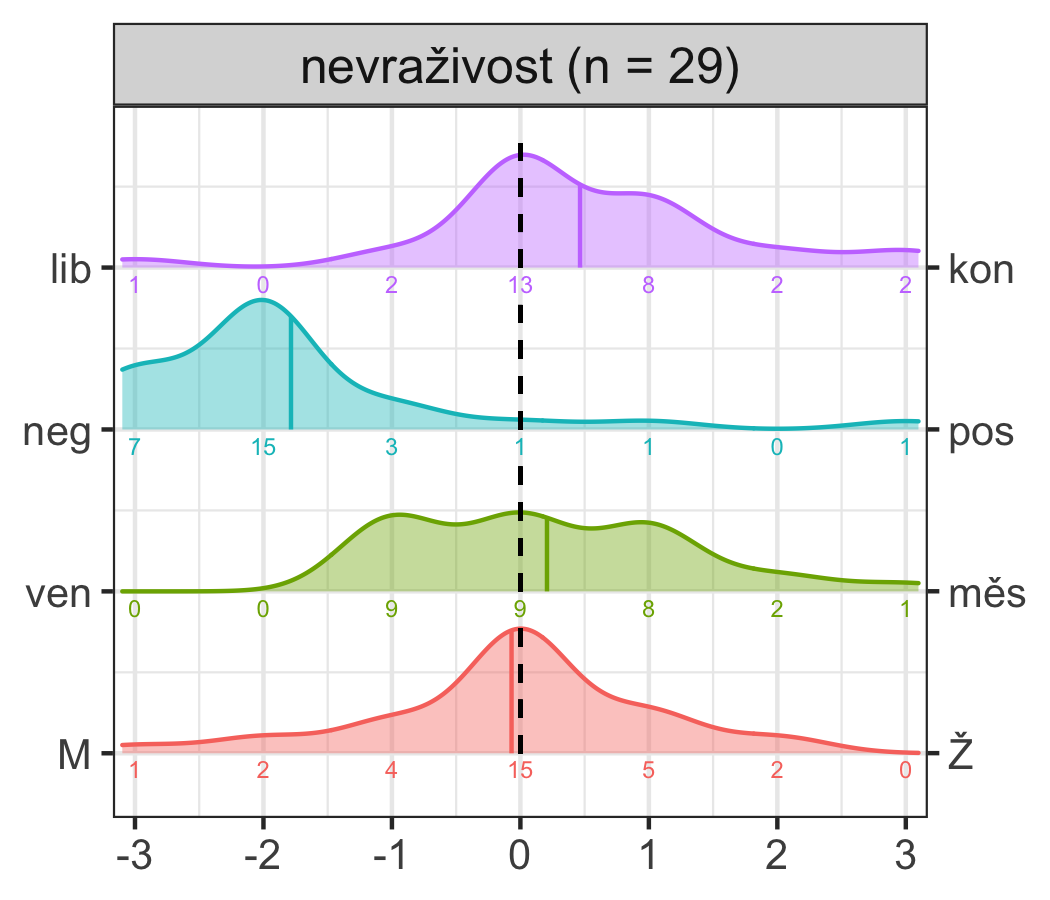 nevraživost (n = 29)
lib kon
1 0 2 13 8 2 2
neg pos
7 15 3 1 1 0 1
ven měs
0 0 9 9 8 2 1
M Ž
1 2 4 15 5 2 0
-3 -2 -1 0 1 2 3